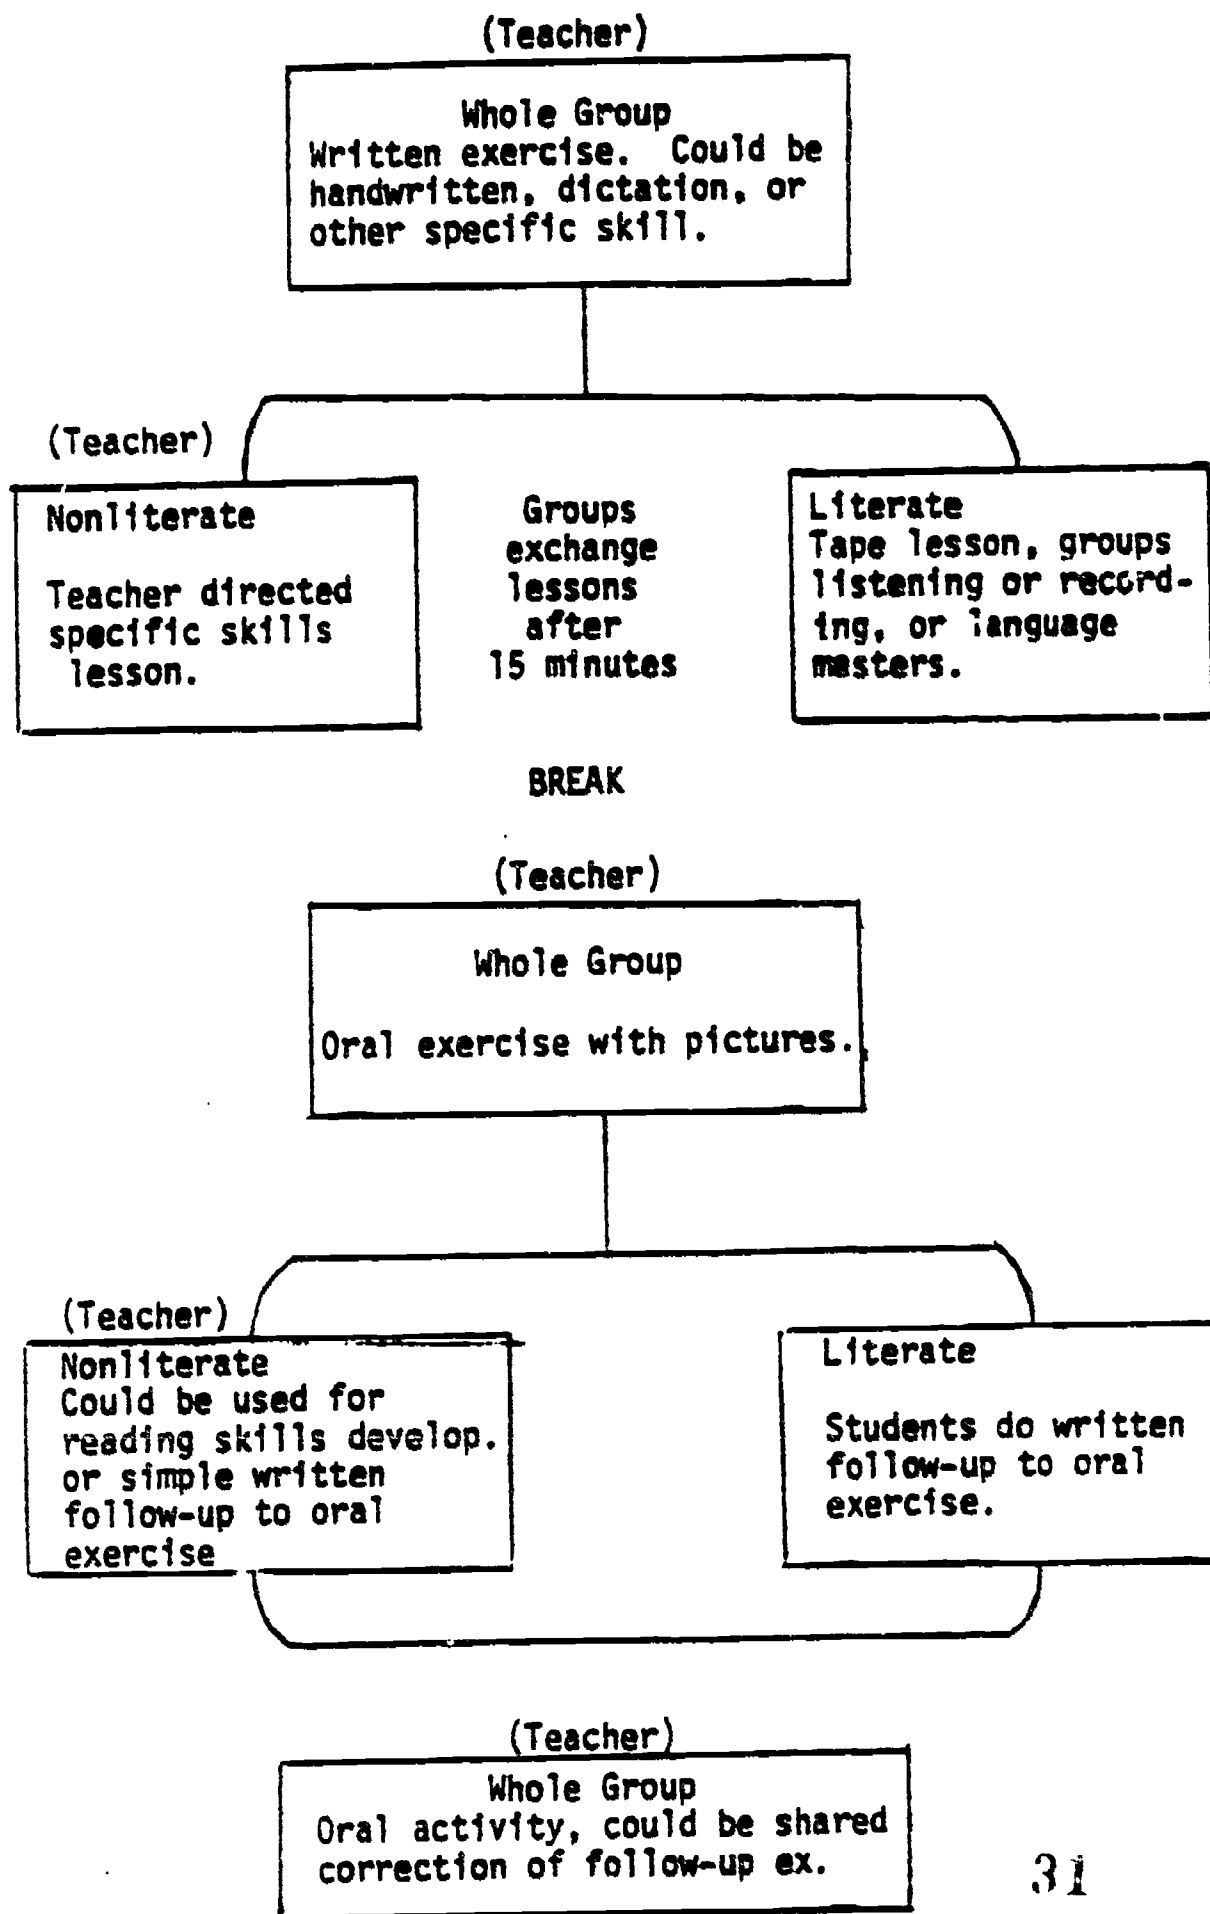 (Teacher)
Whole Group
Written exercise. Could be
handwritten, dictation, or
other specific skill.
(Teacher)
Nonliterate
Teacher directed
specific skills
lesson.
Groups
exchange
lessons
after
15 minutes
Literate
Tape lesson, groups
listening or record-
ing, or language
masters.
BREAK
(Teacher)
Whole Group
Oral exercise with pictures.
(Teacher)
Nonliterate
Could be used for
reading skills develop.
or simple written
follow-up to oral
exercise
Literate
Students do written
follow-up to oral
exercise.
(Teacher)
Whole Group
Oral activity, could be shared
correction of follow-up ex.
31